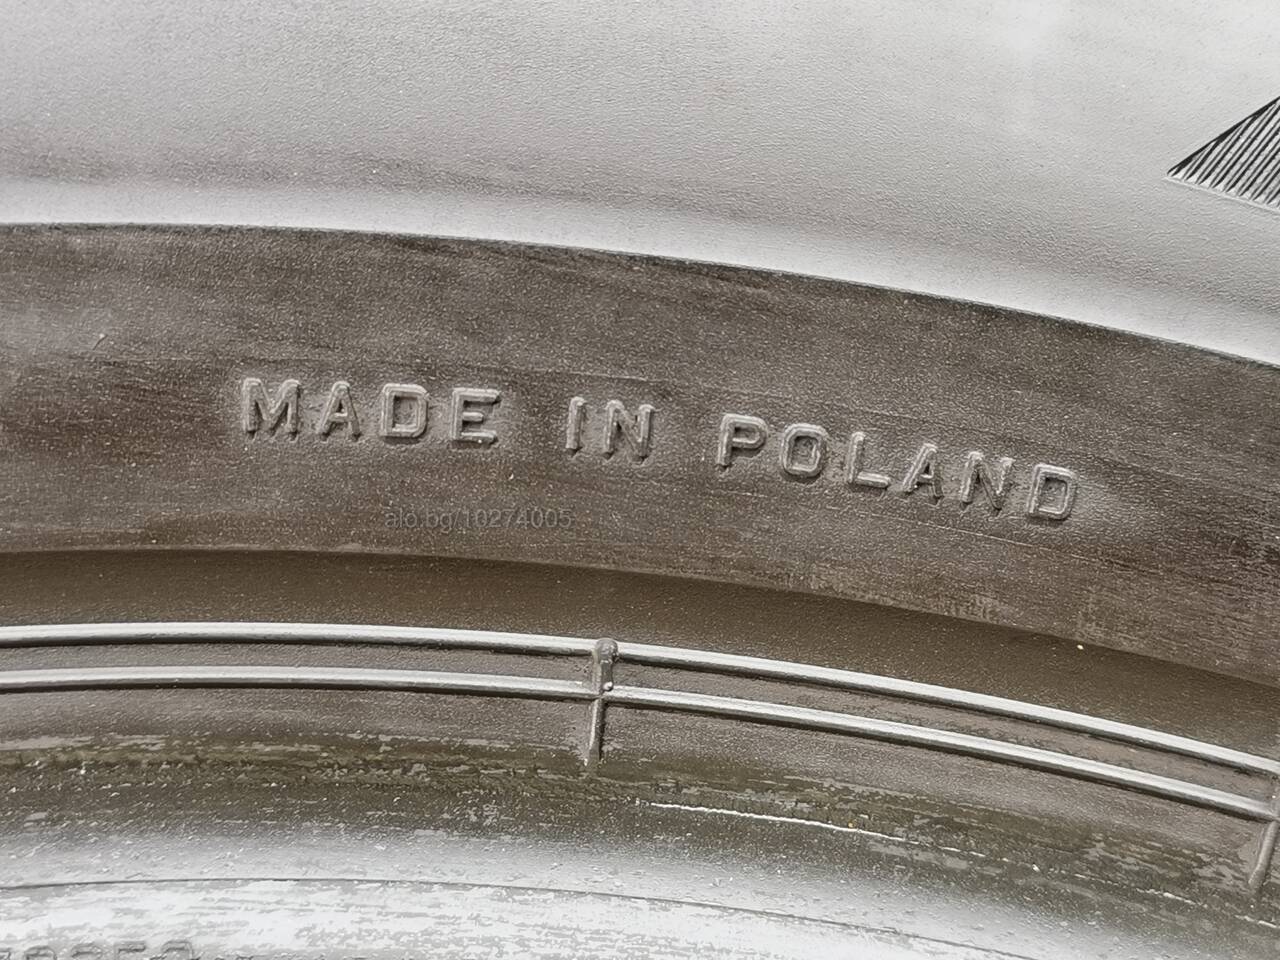 MADE IN POLAND
alo.bg/10274005